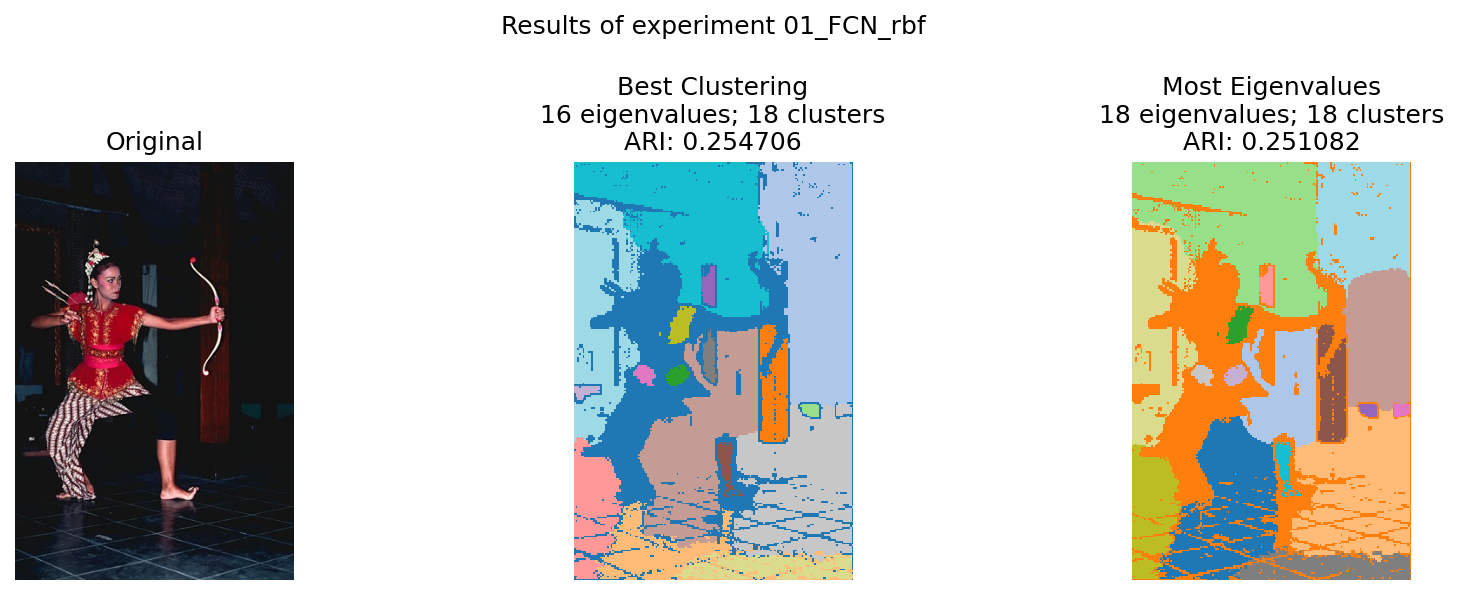 Results of experiment 01_FCN_rbf
Original
Best Clustering
16 eigenvalues; 18 clusters
ARI: 0.254706
Most Eigenvalues
18 eigenvalues; 18 clusters
ARI: 0.251082